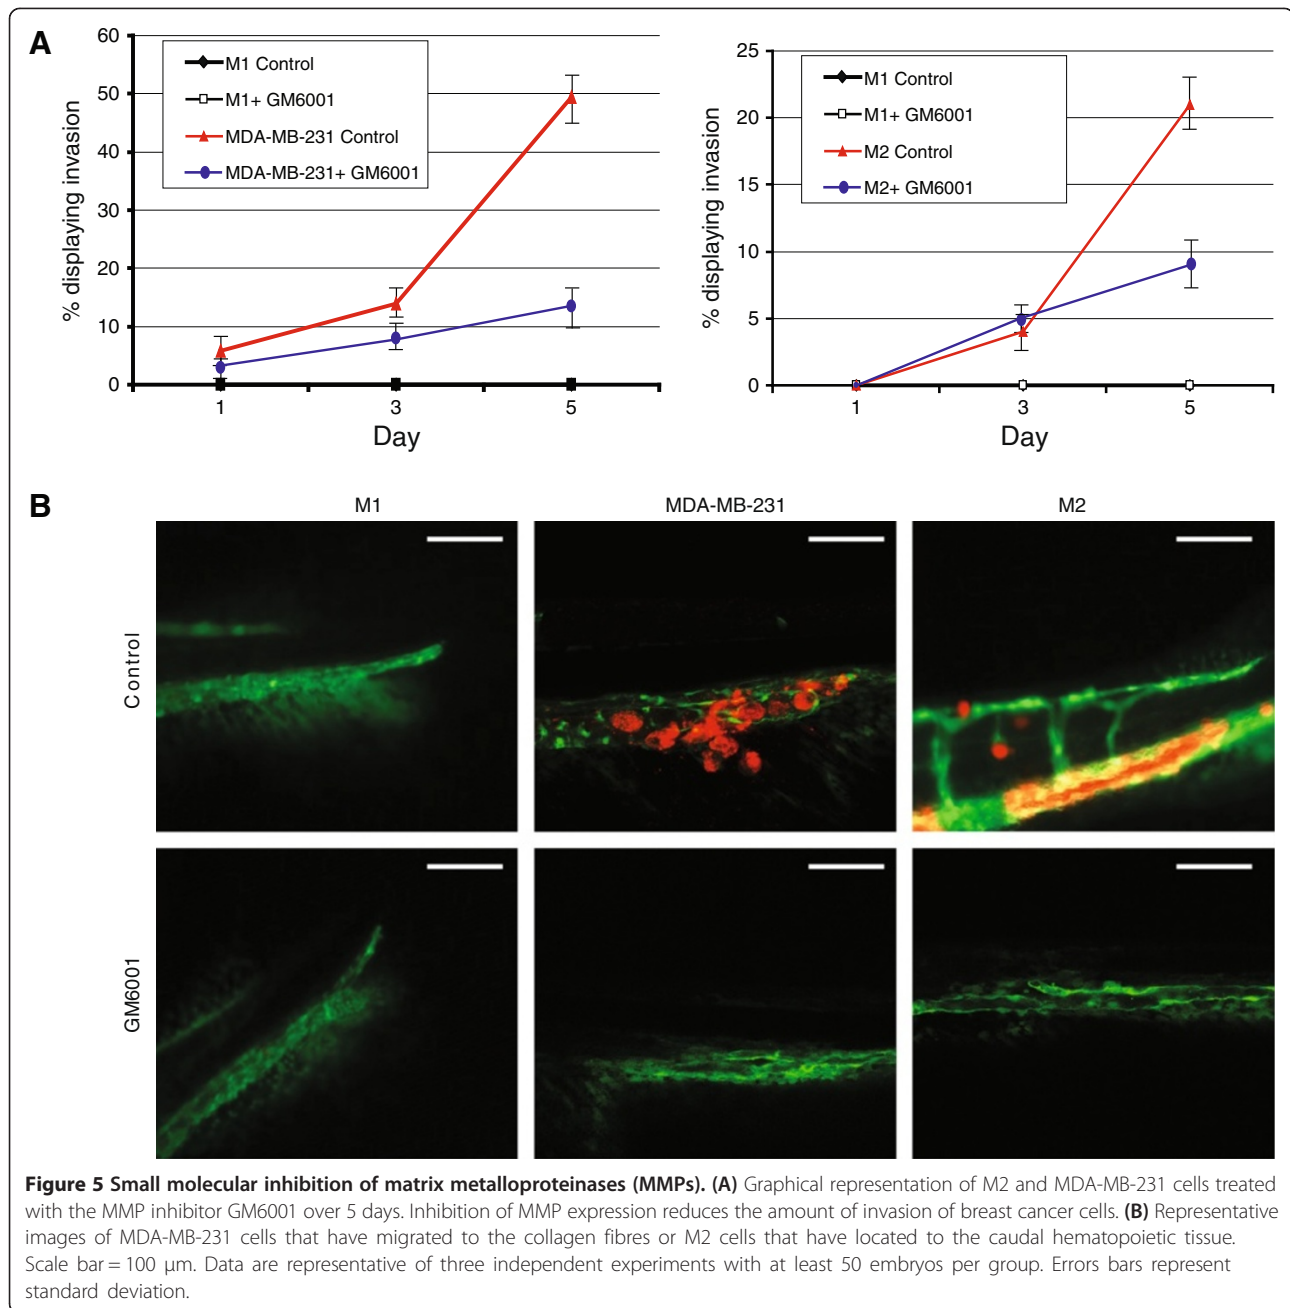 A
60
50
40
30
20
10
0
% displaying invasion
M1 Control
M1+ GM6001
MDA-MB-231 Control
MDA-MB-231+ GM6001
1 3 5
Day
25
20
15
10
5
0
% displaying invasion
M1 Control
M1+ GM6001
M2 Control
M2+ GM6001
1 3 5
Day
B
M1 MDA-MB-231 M2
Control
GM6001
Figure 5 Small molecular inhibition of matrix metalloproteinases (MMPs). (A) Graphical representation of M2 and MDA-MB-231 cells treated
with the MMP inhibitor GM6001 over 5 days. Inhibition of MMP expression reduces the amount of invasion of breast cancer cells. (B) Representative
images of MDA-MB-231 cells that have migrated to the collagen fibres or M2 cells that have located to the caudal hematopoietic tissue.
Scale bar = 100 μm. Data are representative of three independent experiments with at least 50 embryos per group. Errors bars represent
standard deviation.